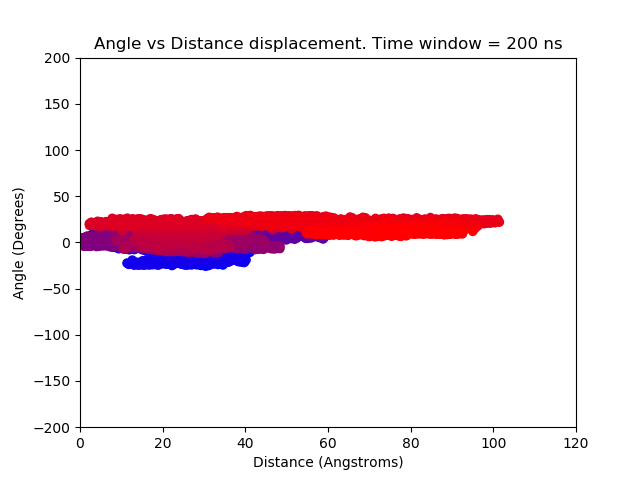 Angle vs Distance displacement. Time window = 200 ns
200
150
100
50
0
−50
−100
−150
−200
Angle (Degrees)
0 20 40 60 80 100 120
Distance (Angstroms)